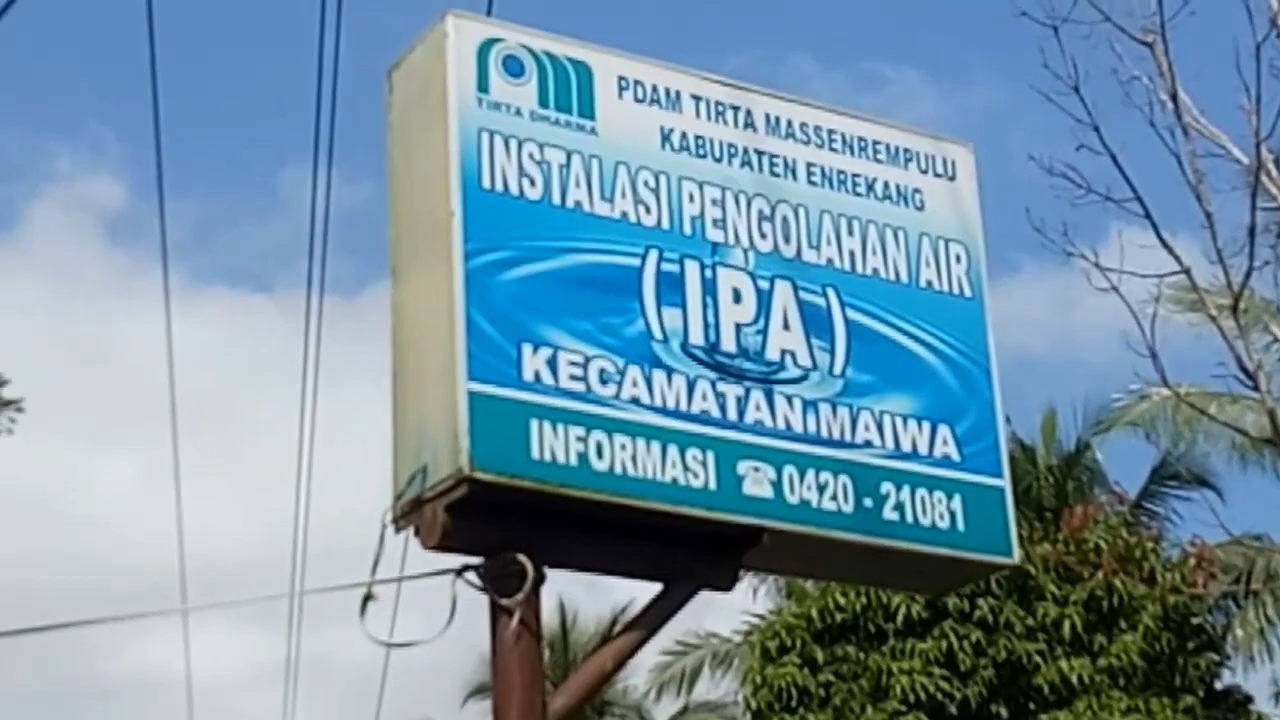 TIRTA DHARMA
PDAM TIRTA MASSENREMPULU
KABUPATEN ENREKANG
INSTALASI PENGOLAHAN AIR
( IPA )
KECAMATAN MAIWA
INFORMASI ☎ 0420 - 21081